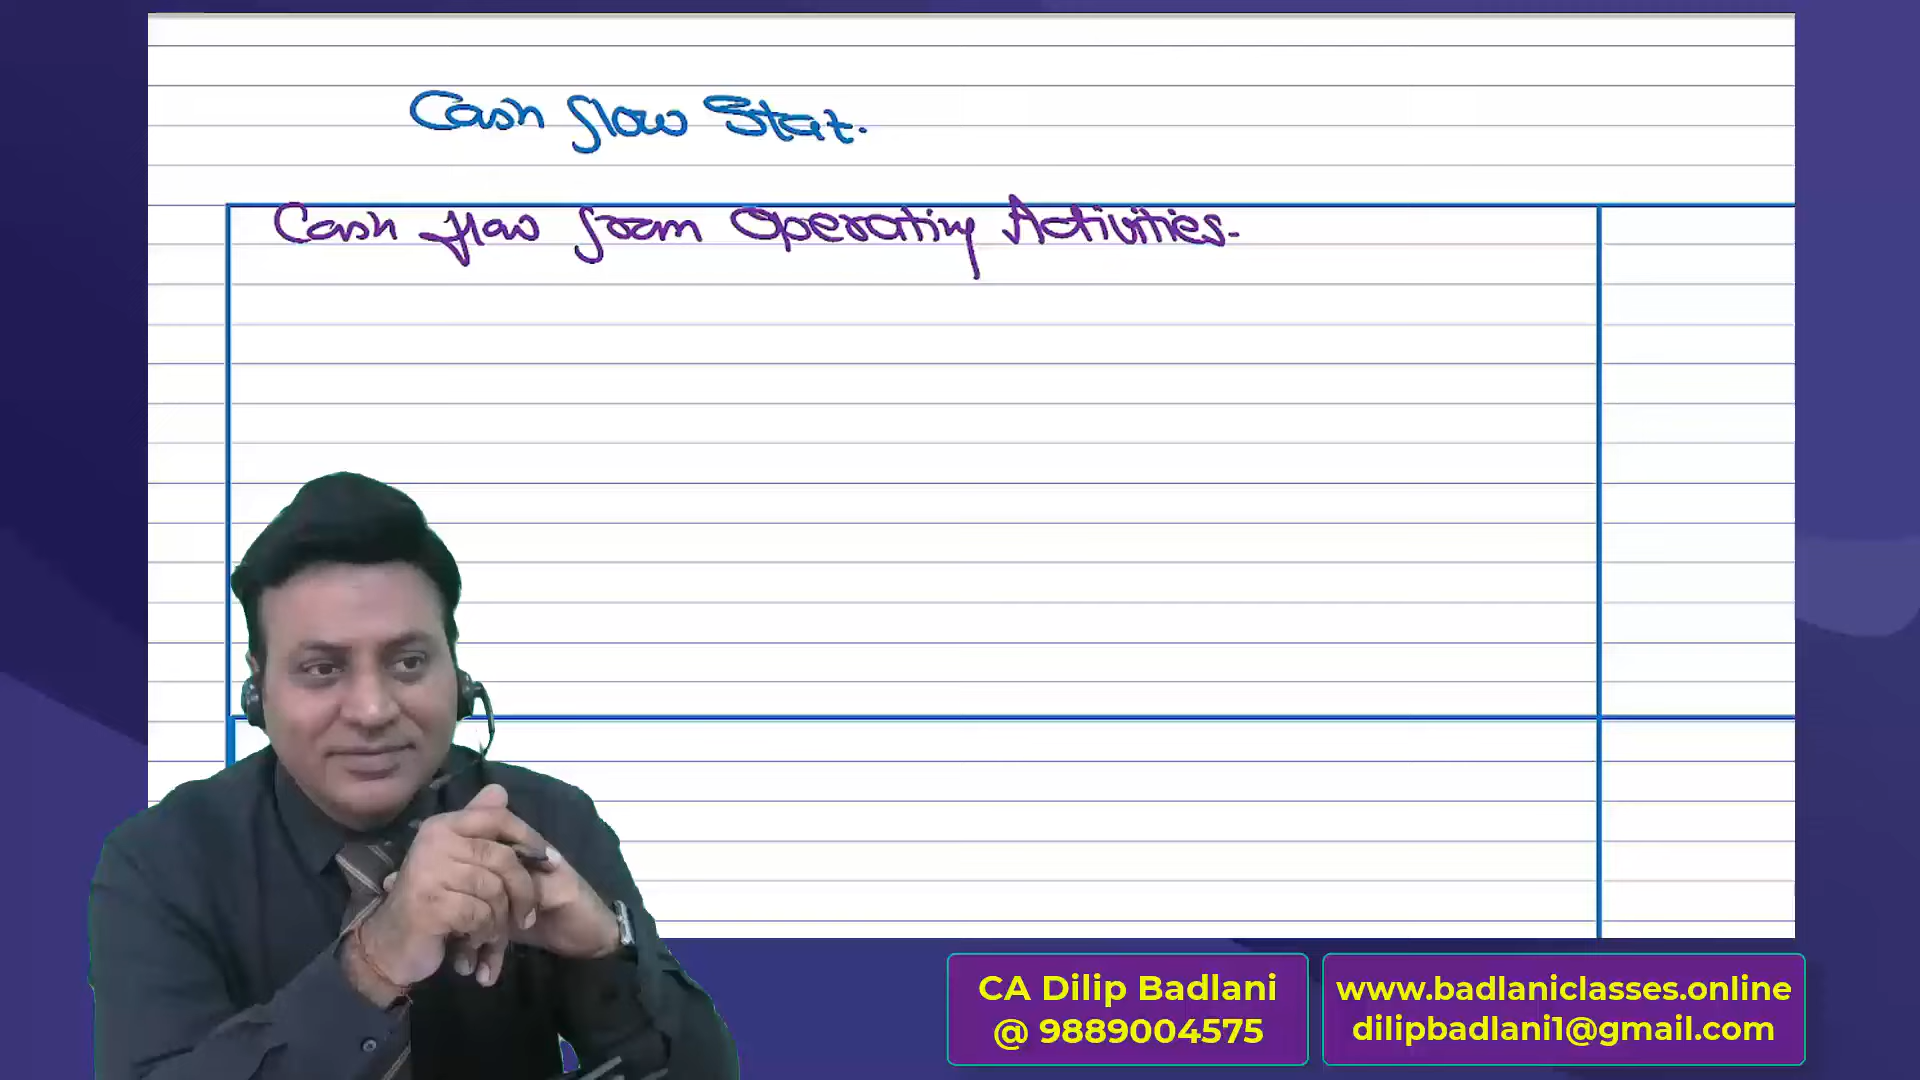 Cash flow Stat.
Cash flow from Operating Activities-
CA Dilip Badlani
@ 9889004575
www.badlaniclasses.online
dilipbadlani1@gmail.com